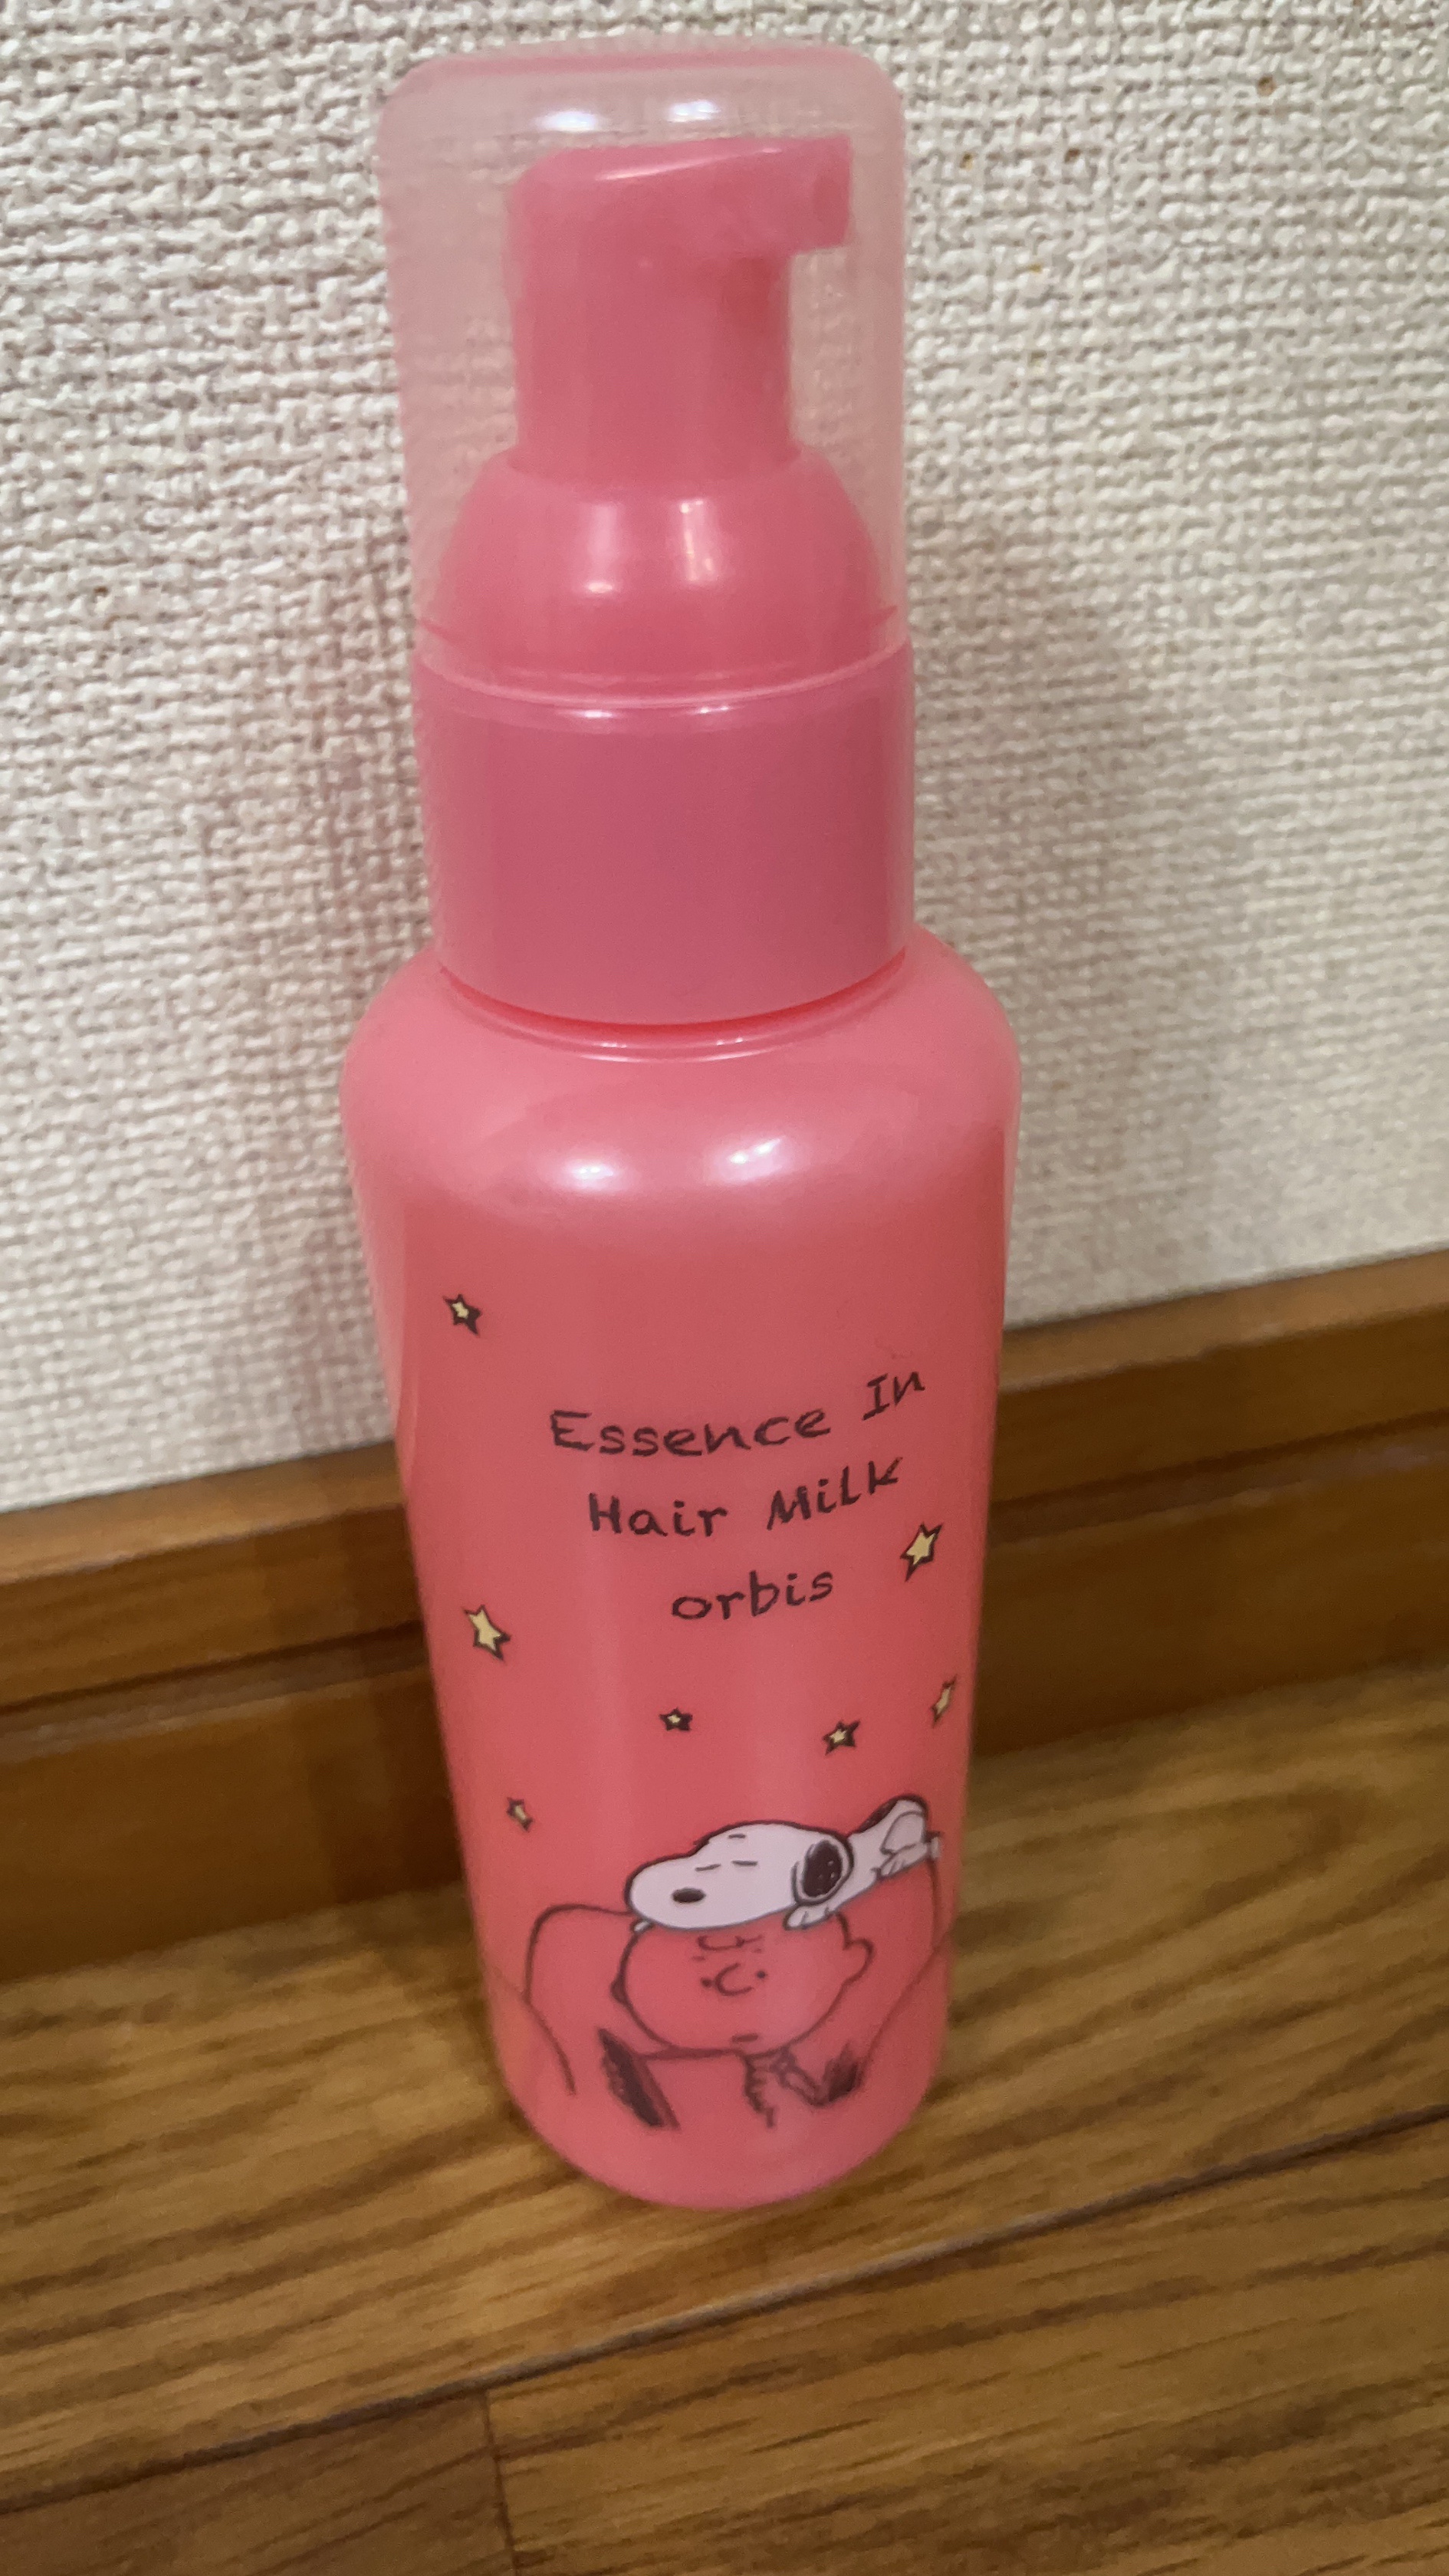 Essence In
Hair Milk
orbis